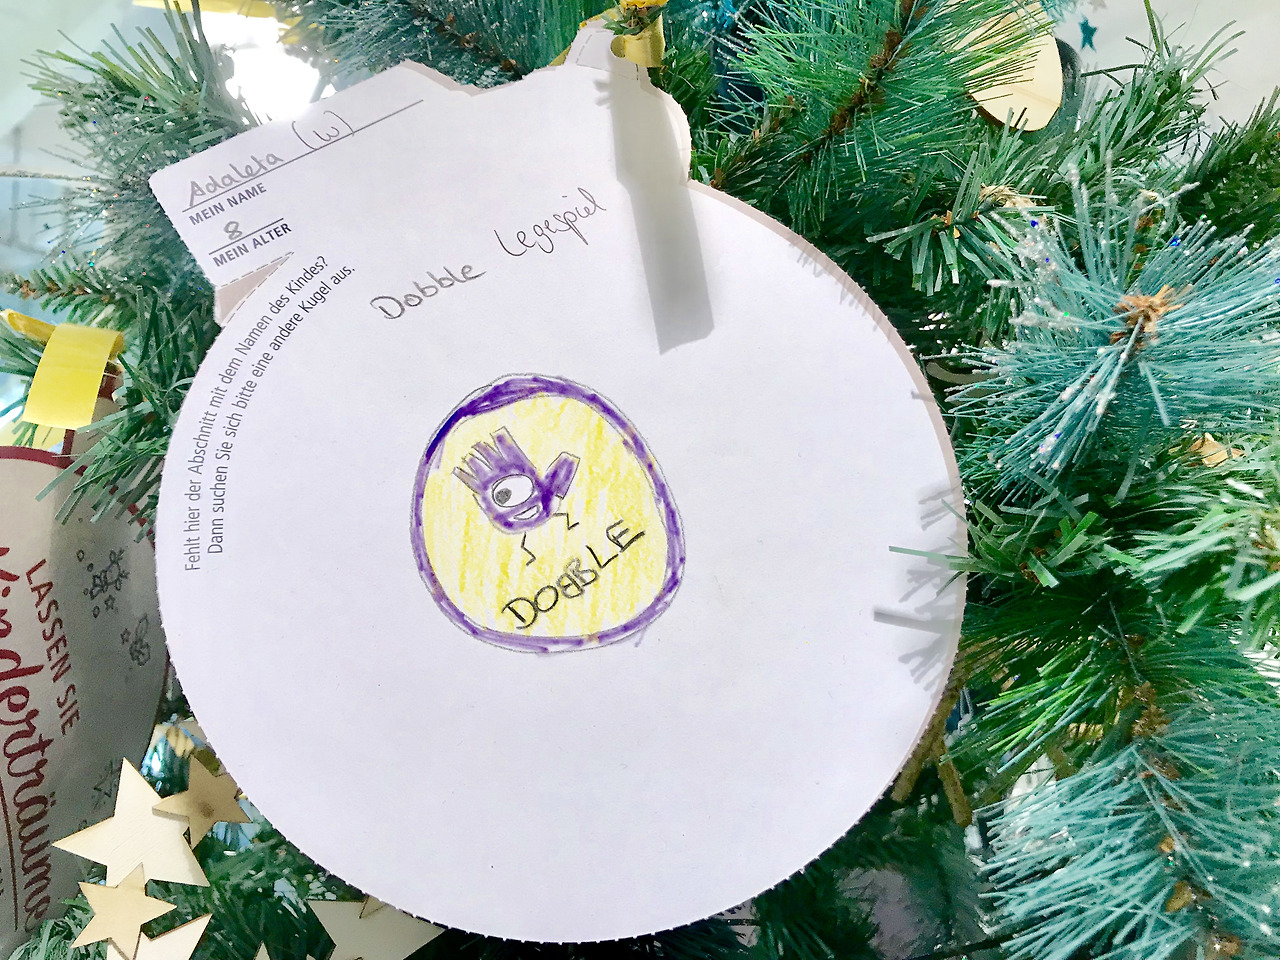 Adaleta (w)
MEIN NAME
8
MEIN ALTER
Fehlt hier der Abschnitt mit dem Namen des Kindes?
Dann suchen Sie sich bitte eine andere Kugel aus.
Dobble Legespiel
DOBBLE
LASSEN SIE
Kinderträume